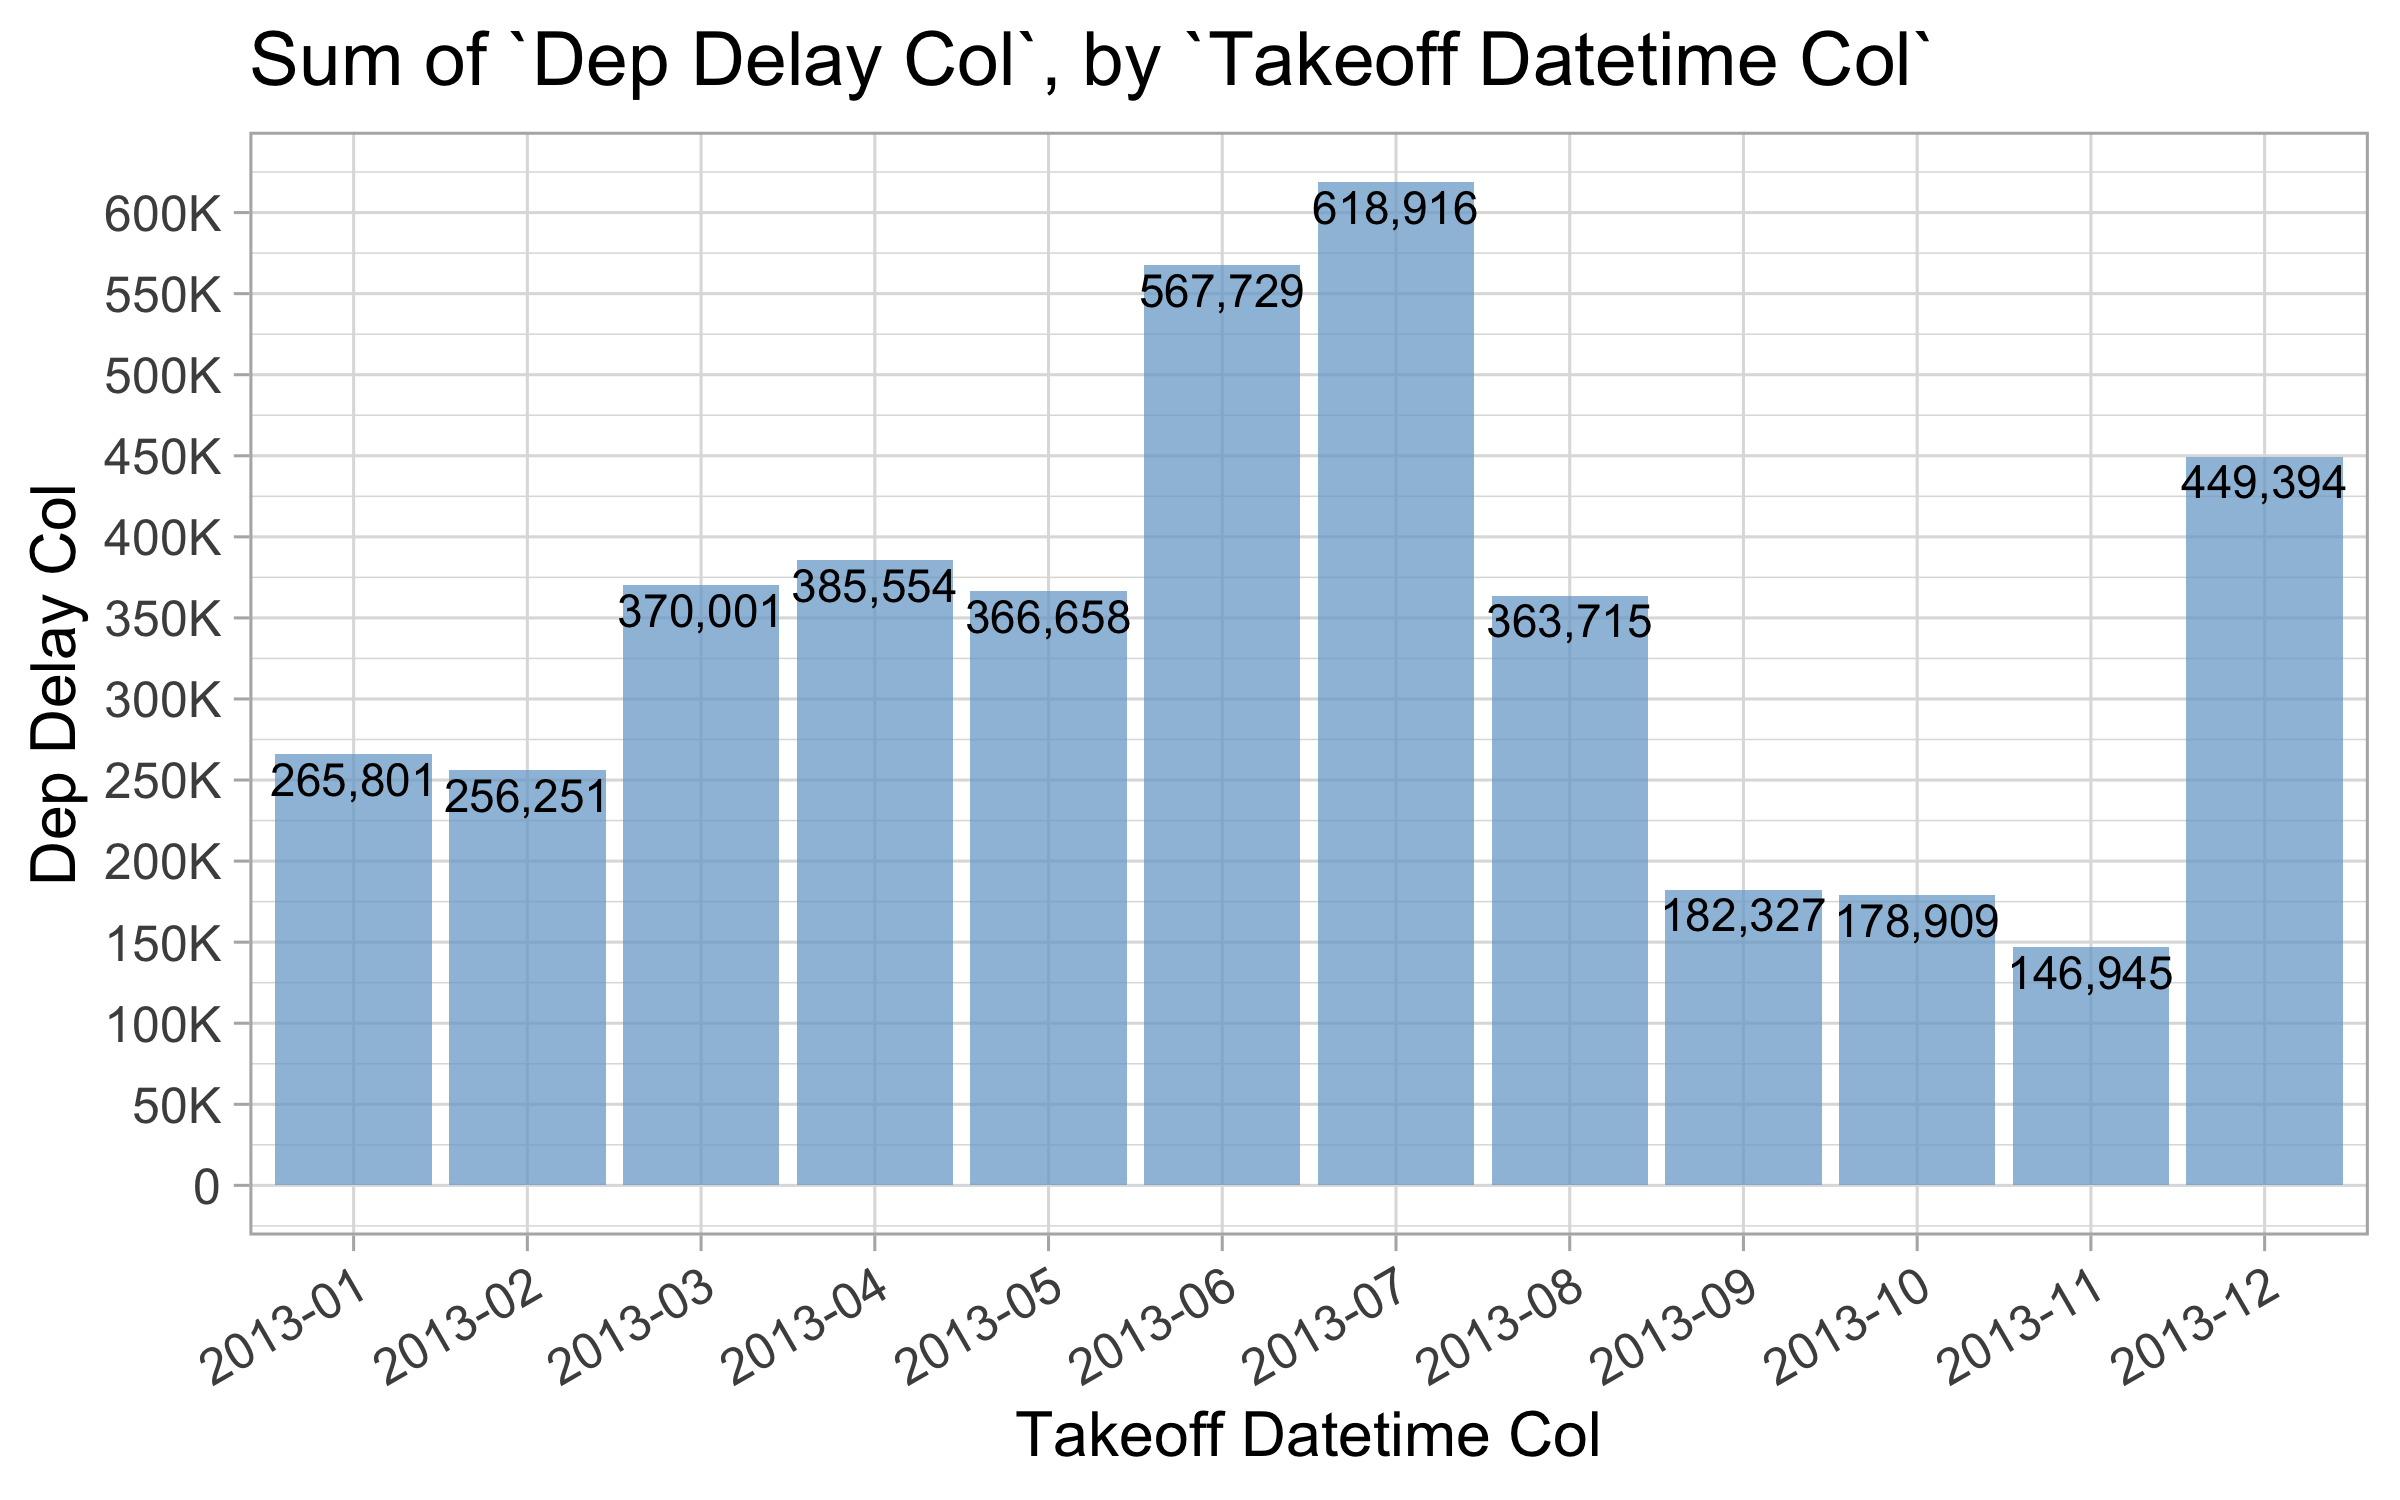 Sum of `Dep Delay Col`, by `Takeoff Datetime Col`
Dep Delay Col
600K
550K
500K
450K
400K
350K
300K
250K
200K
150K
100K
50K
0
265,801
256,251
370,001
385,554
366,658
567,729
618,916
363,715
182,327
178,909
146,945
449,394
2013-01
2013-02
2013-03
2013-04
2013-05
2013-06
2013-07
2013-08
2013-09
2013-10
2013-11
2013-12
Takeoff Datetime Col